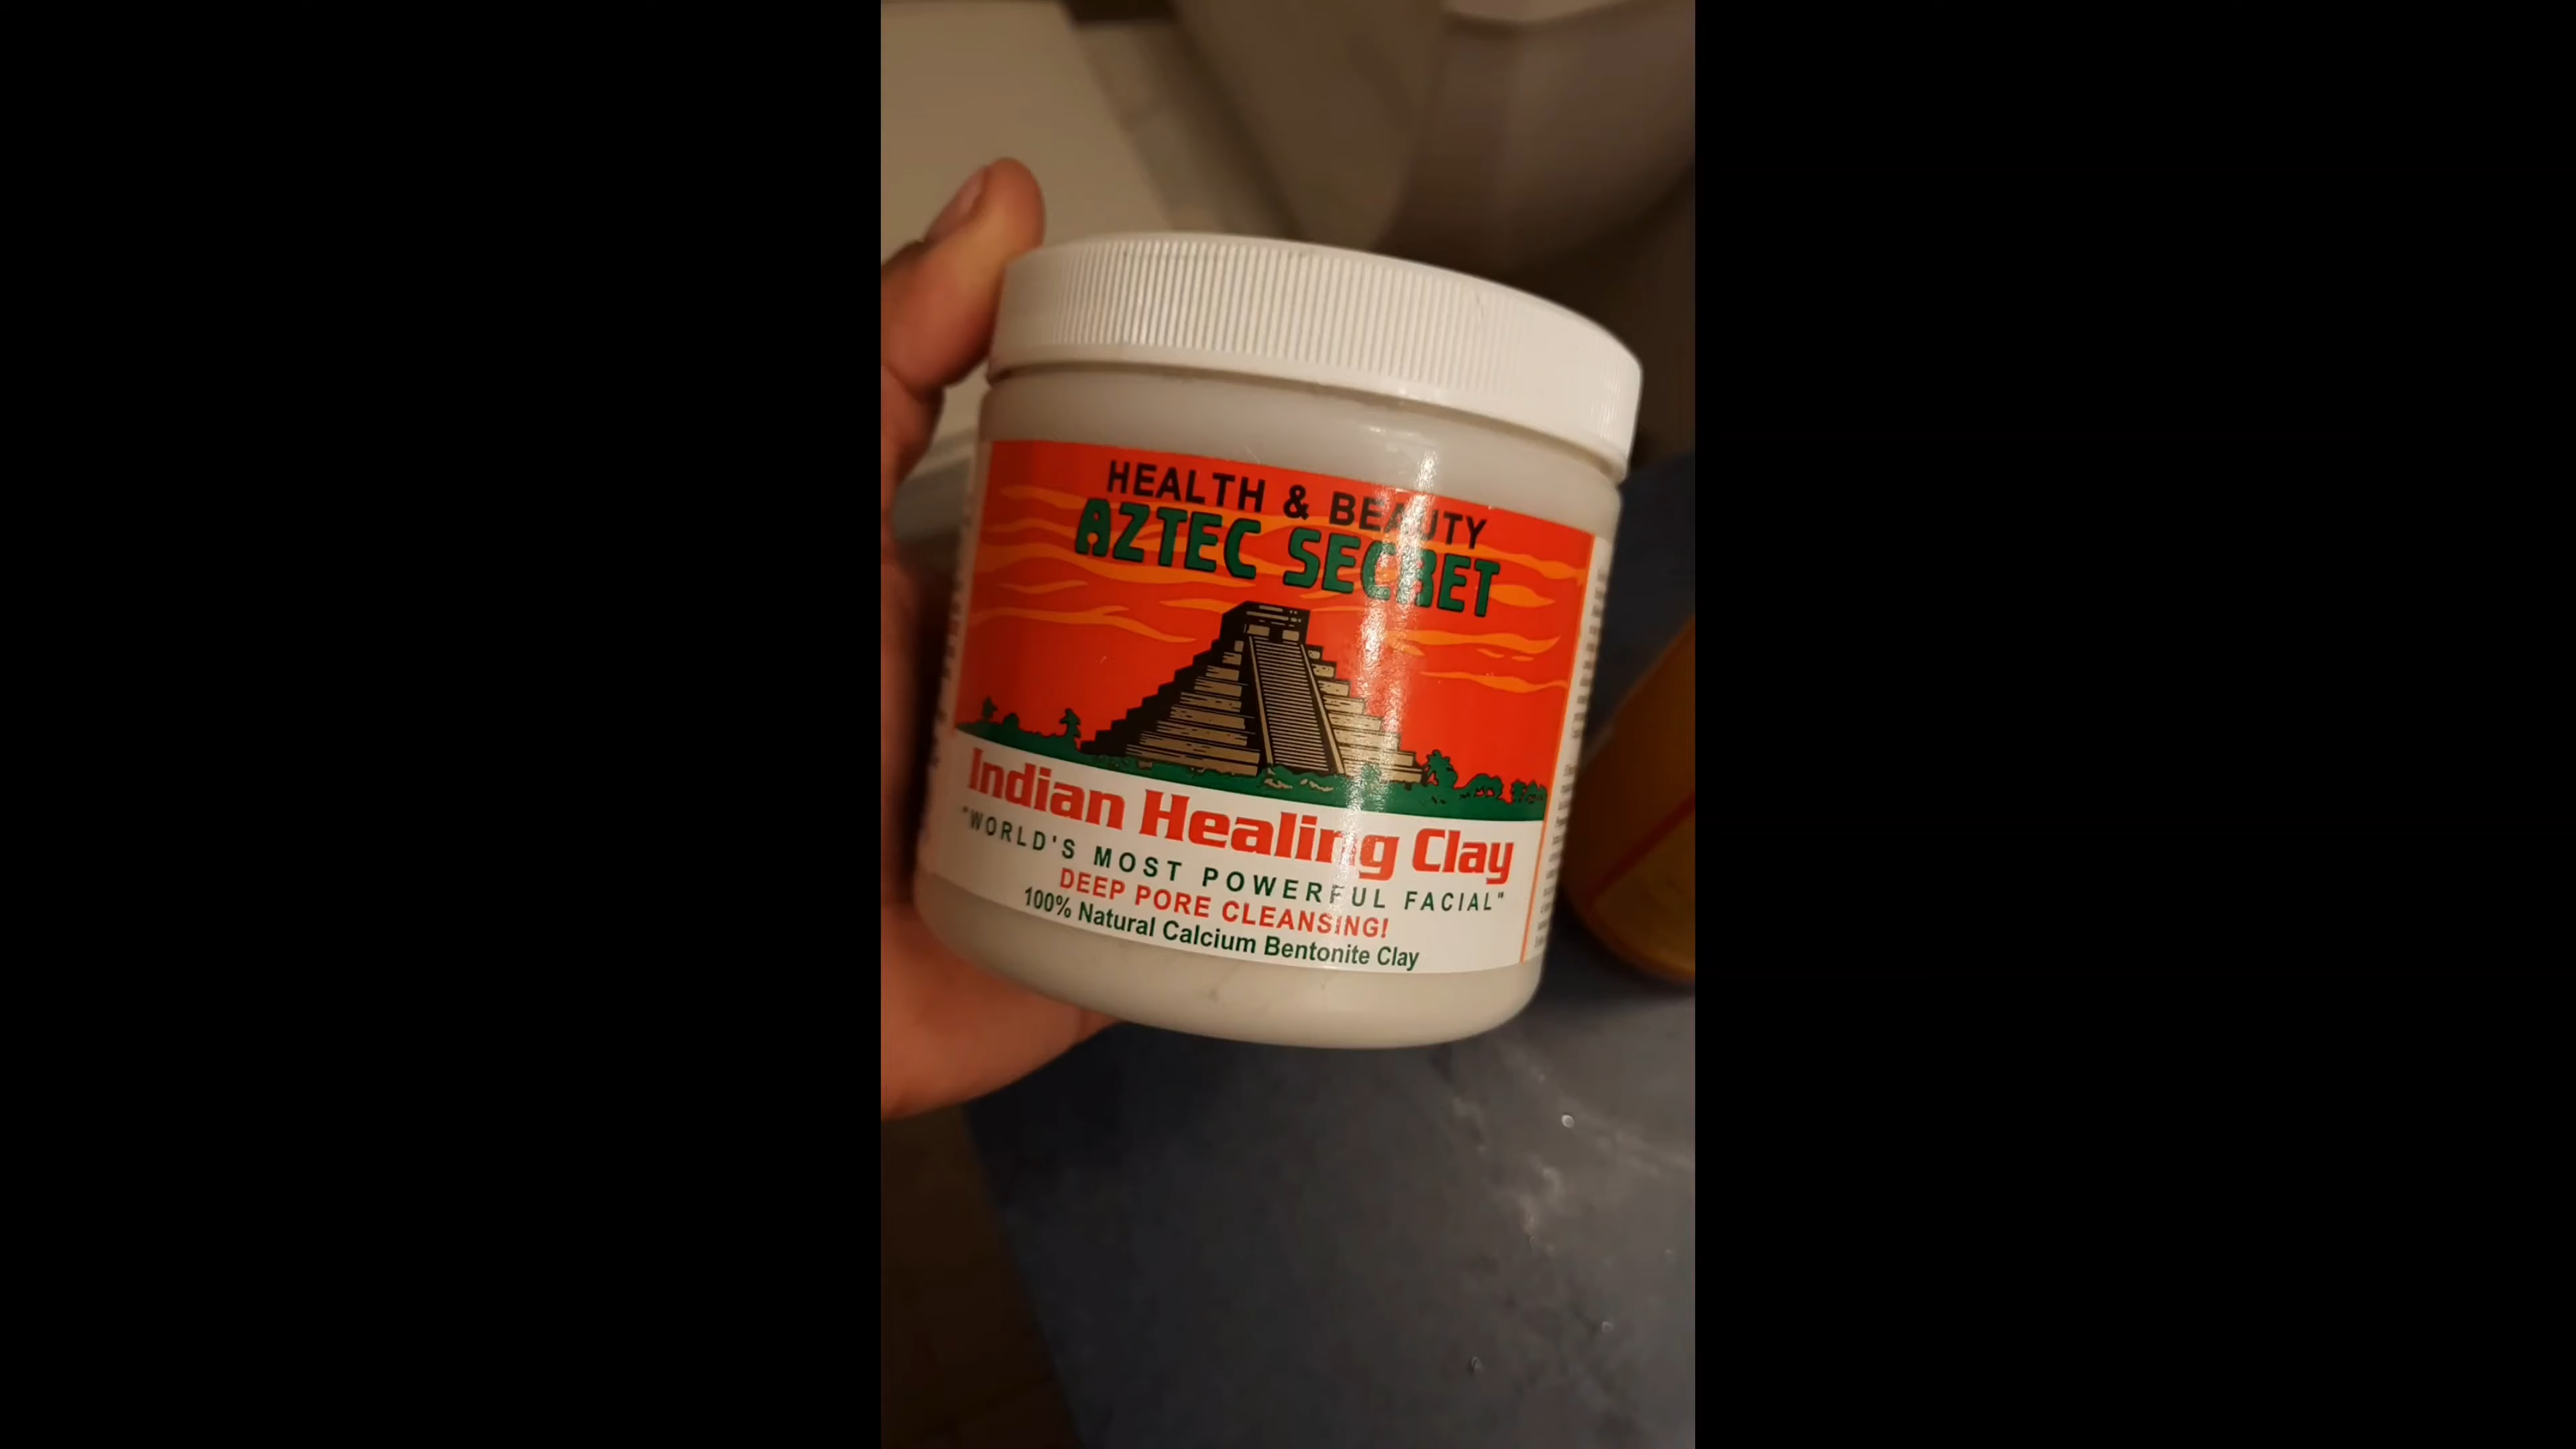 HEALTH & BEAUTY
AZTEC SECRET
Indian Healing Clay
"WORLD'S MOST POWERFUL FACIAL"
DEEP PORE CLEANSING!
100% Natural Calcium Bentonite Clay